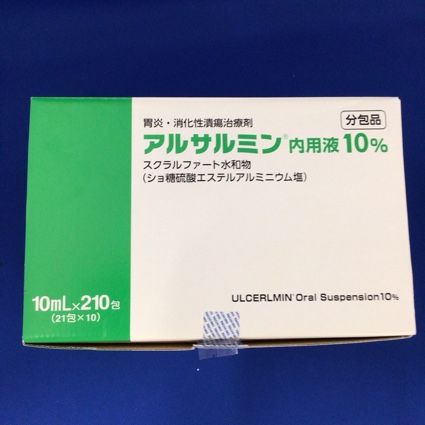 胃炎・消化性潰瘍治療剤
分包品
アルサルミン®内用液10%
スクラルファート水和物
(ショ糖硫酸エステルアルミニウム塩)
10mL×210包
(21包×10)
ULCERLMIN® Oral Suspension10%